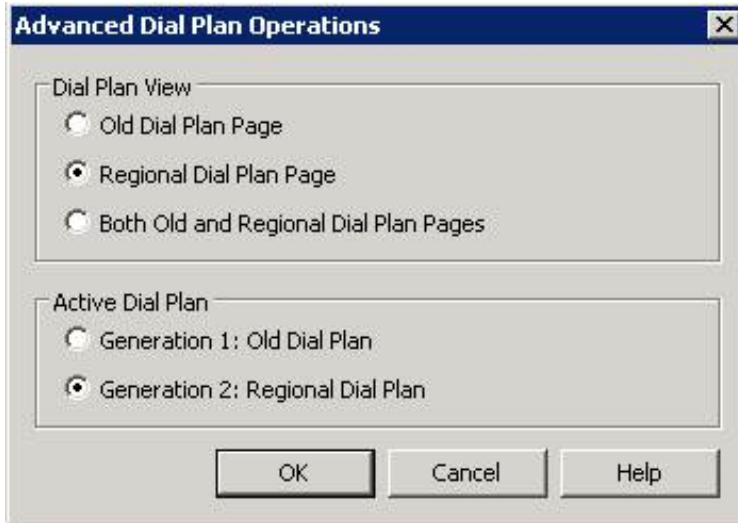 Advanced Dial Plan Operations
Dial Plan View
Old Dial Plan Page
Regional Dial Plan Page
Both Old and Regional Dial Plan Pages
Active Dial Plan
Generation 1: Old Dial Plan
Generation 2: Regional Dial Plan
OK Cancel Help